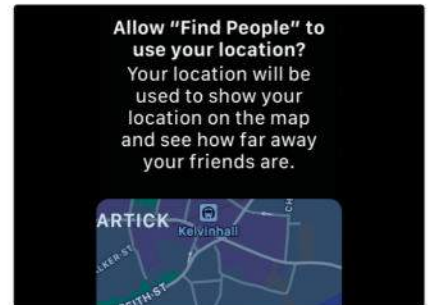 Allow “Find People” to
use your location?
Your location will be
used to show your
location on the map
and see how far away
your friends are.
ARTICK
Kelvinhall